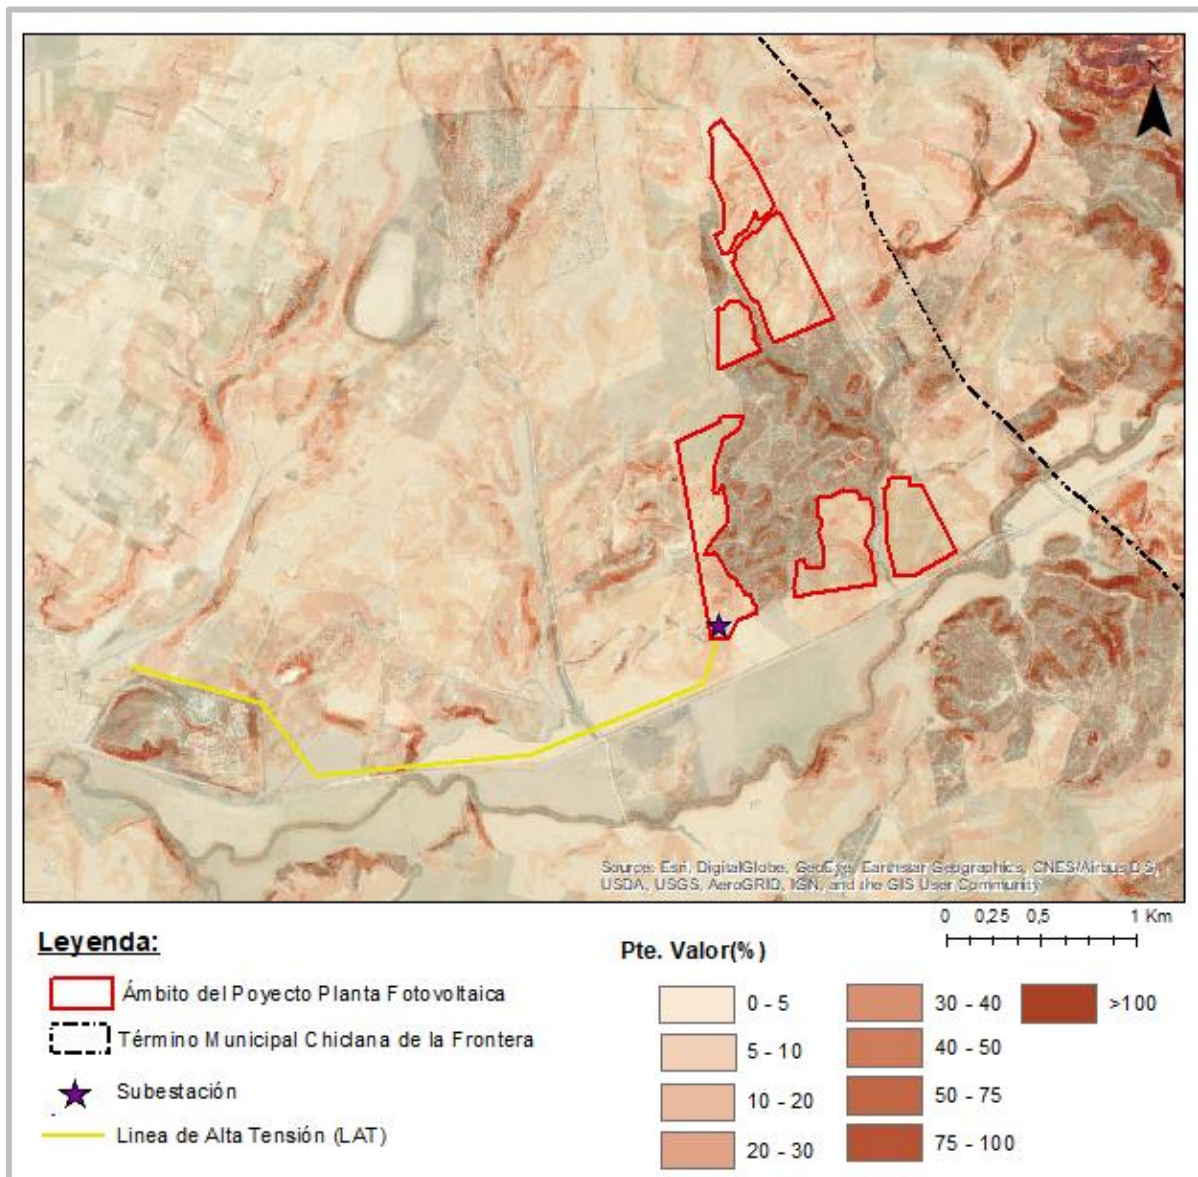 N
Source: Esri, DigitalGlobe, GeoEye, Earthstar Geographics, CNES/Airbus DS,
USDA, USGS, AeroGRID, IGN, and the GIS User Community
0 0,25 0,5 1 Km
Leyenda:
Pte. Valor(%)
Ámbito del Poyecto Planta Fotovoltaica
Término Municipal Chiclana de la Frontera
Subestación
Linea de Alta Tensión (LAT)
0 - 5
5 - 10
10 - 20
20 - 30
30 - 40
40 - 50
50 - 75
75 - 100
>100